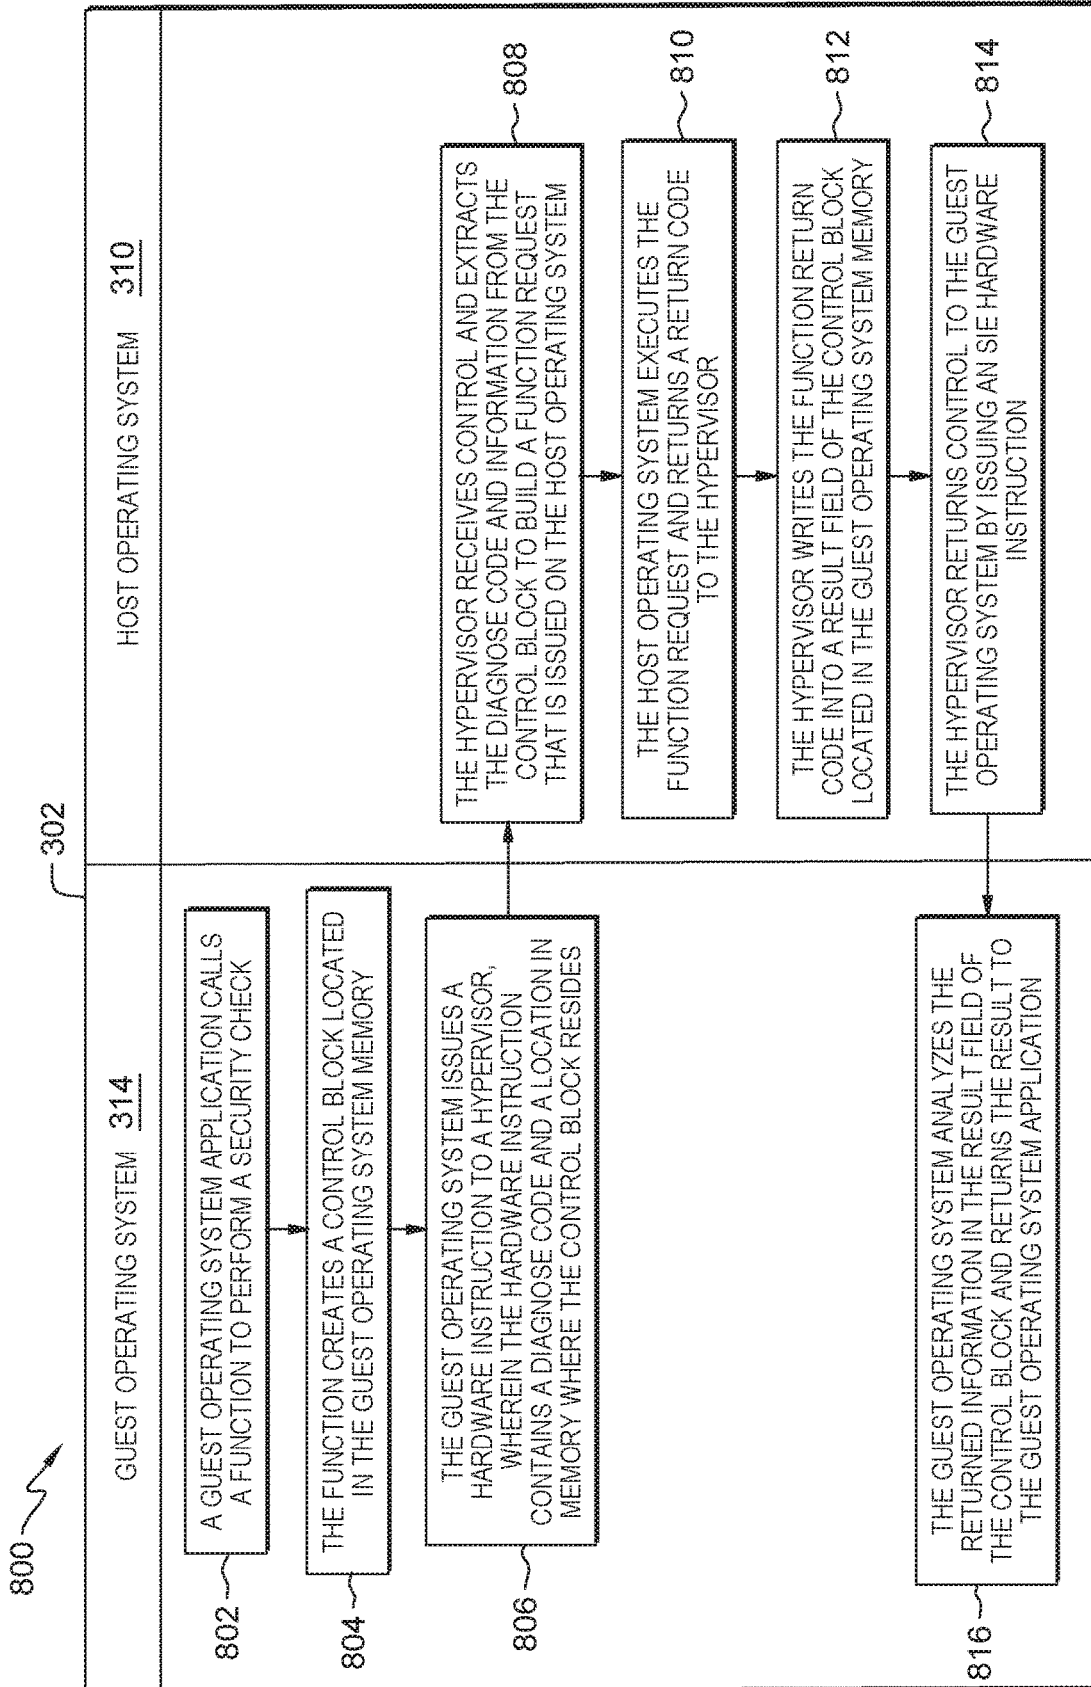 800
302
GUEST OPERATING SYSTEM 314
HOST OPERATING SYSTEM 310
A GUEST OPERATING SYSTEM APPLICATION CALLS
A FUNCTION TO PERFORM A SECURITY CHECK
802
THE FUNCTION CREATES A CONTROL BLOCK LOCATED
IN THE GUEST OPERATING SYSTEM MEMORY
804
THE GUEST OPERATING SYSTEM ISSUES A
HARDWARE INSTRUCTION TO A HYPERVISOR,
WHEREIN THE HARDWARE INSTRUCTION
CONTAINS A DIAGNOSE CODE AND A LOCATION IN
MEMORY WHERE THE CONTROL BLOCK RESIDES
806
THE HYPERVISOR RECEIVES CONTROL AND EXTRACTS
THE DIAGNOSE CODE AND INFORMATION FROM THE
CONTROL BLOCK TO BUILD A FUNCTION REQUEST
THAT IS ISSUED ON THE HOST OPERATING SYSTEM
808
THE HOST OPERATING SYSTEM EXECUTES THE
FUNCTION REQUEST AND RETURNS A RETURN CODE
TO THE HYPERVISOR
810
THE HYPERVISOR WRITES THE FUNCTION RETURN
CODE INTO A RESULT FIELD OF THE CONTROL BLOCK
LOCATED IN THE GUEST OPERATING SYSTEM MEMORY
812
THE HYPERVISOR RETURNS CONTROL TO THE GUEST
OPERATING SYSTEM BY ISSUING AN SIE HARDWARE
INSTRUCTION
814
THE GUEST OPERATING SYSTEM ANALYZES THE
RETURNED INFORMATION IN THE RESULT FIELD OF
THE CONTROL BLOCK AND RETURNS THE RESULT TO
THE GUEST OPERATING SYSTEM APPLICATION
816